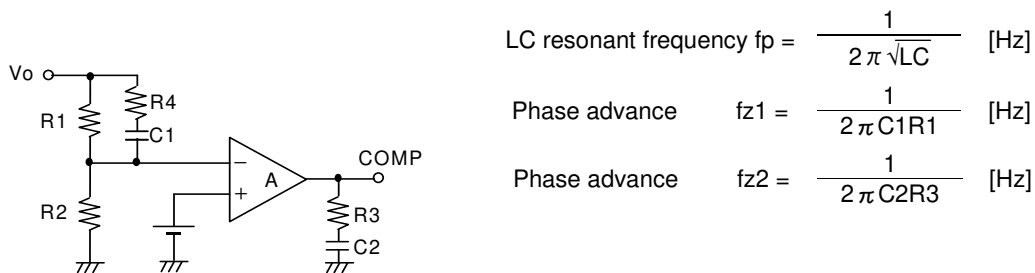 Vo
R1
R4
C1
R2
−
+
A
COMP
R3
C2
LC resonant frequency fp = 1 / 2π√LC [Hz]
Phase advance fz1 = 1 / 2πC1R1 [Hz]
Phase advance fz2 = 1 / 2πC2R3 [Hz]